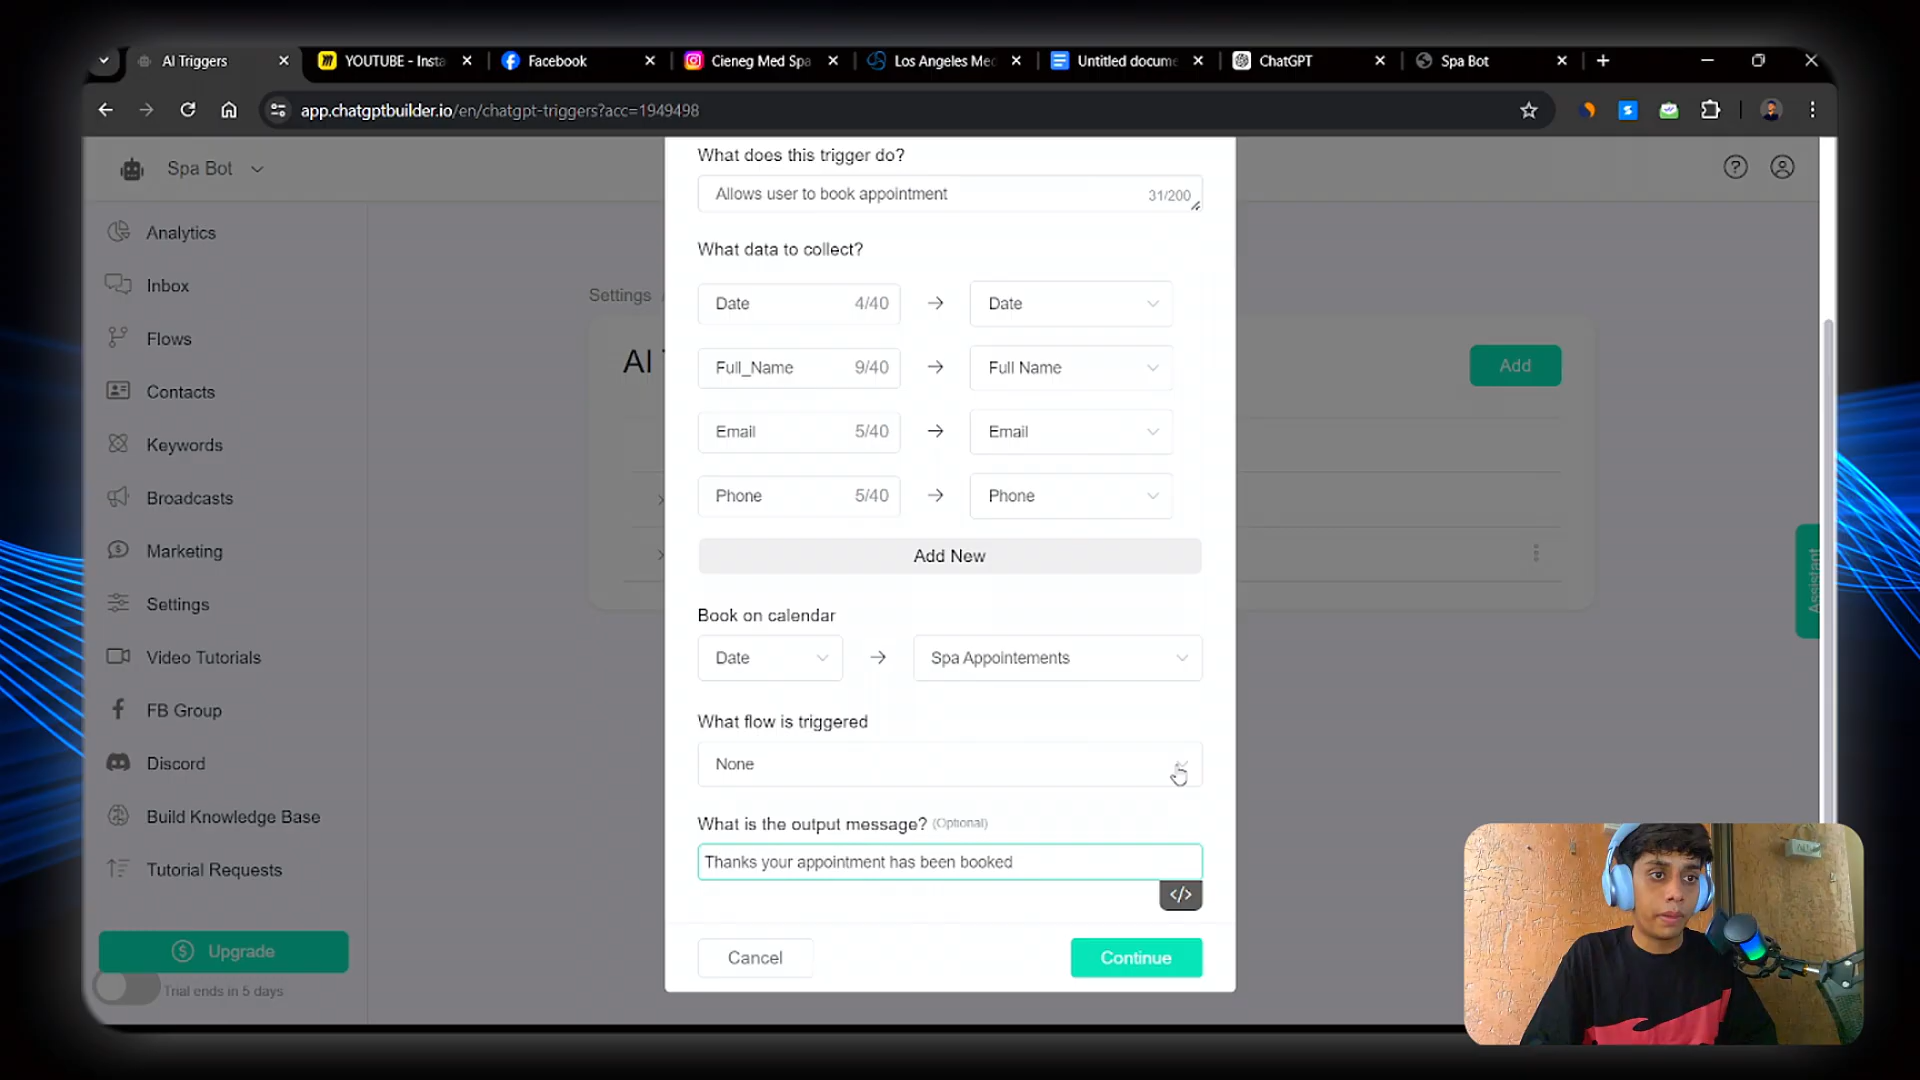 AI Triggers
YOUTUBE - Insta
Facebook
Cieneg Med Spa
Los Angeles Med
Untitled docume
ChatGPT
Spa Bot
app.chatgptbuilder.io/en/chatgpt-triggers?acc=1949498
Spa Bot
Analytics
Inbox
Flows
Contacts
Keywords
Broadcasts
Marketing
Settings
Video Tutorials
FB Group
Discord
Build Knowledge Base
Tutorial Requests
Upgrade
Trial ends in 5 days
Settings /
AI
Add
Assistant
What does this trigger do?
Allows user to book appointment 31/200
What data to collect?
Date 4/40 → Date
Full_Name 9/40 → Full Name
Email 5/40 → Email
Phone 5/40 → Phone
Add New
Book on calendar
Date → Spa Appointements
What flow is triggered
None
What is the output message? (Optional)
Thanks your appointment has been booked
</>
Cancel
Continue